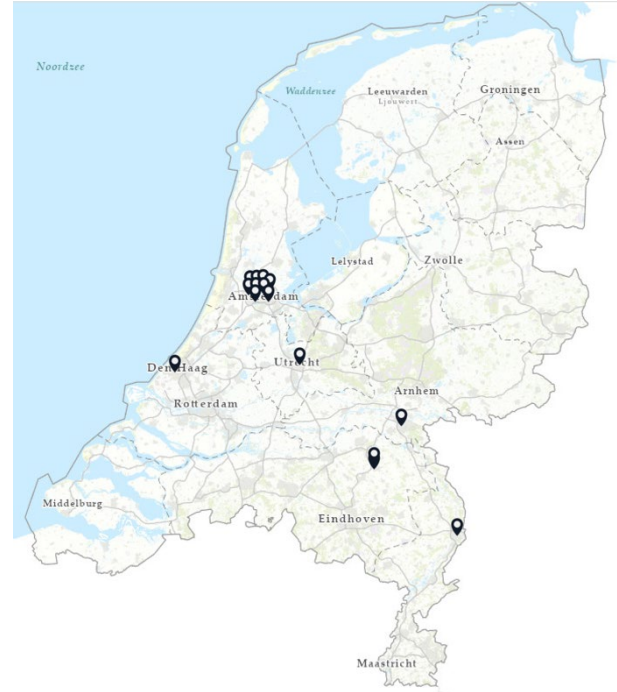 Noordzee
Waddenzee
Leeuwarden
Ljouwert
Groningen
Assen
Lelystad
Zwolle
Amsterdam
Den Haag
Utrecht
Arnhem
Rotterdam
Middelburg
Eindhoven
Maastricht